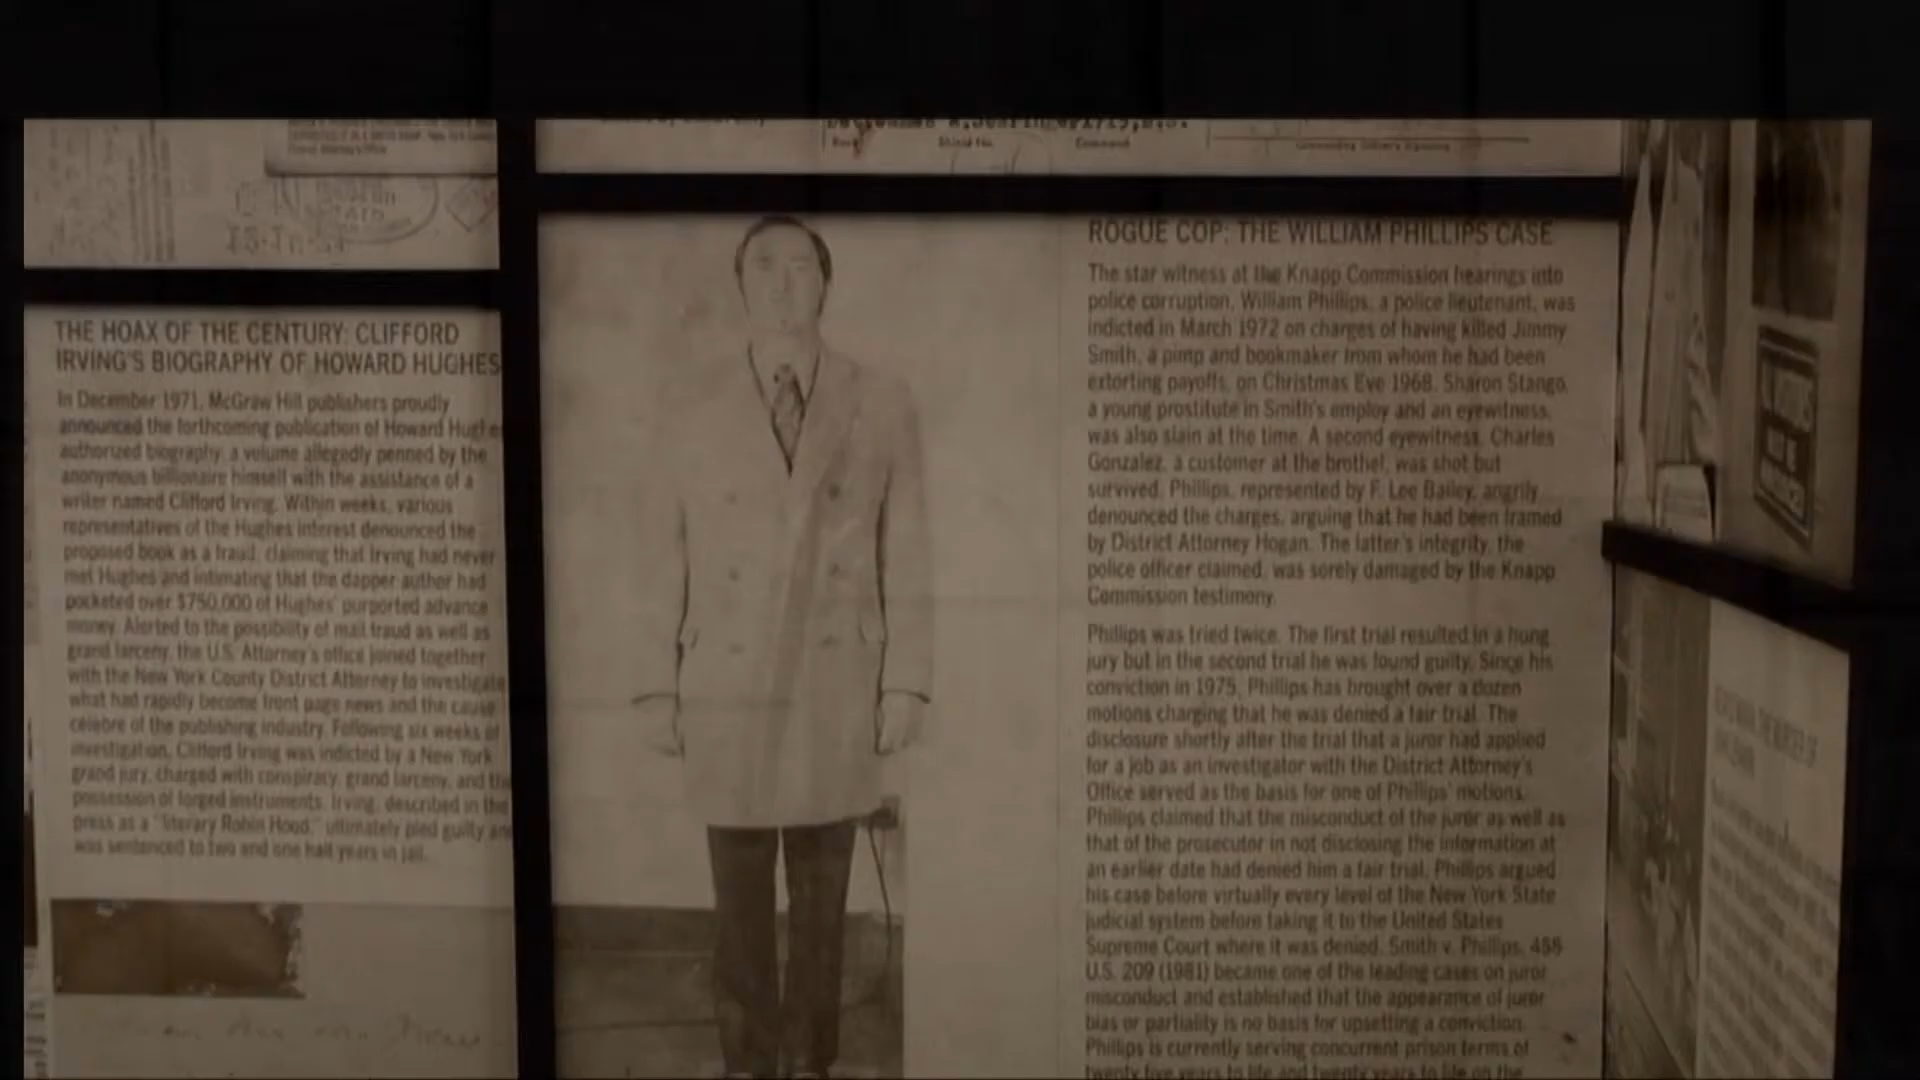 Shield No.
Command
THE HOAX OF THE CENTURY: CLIFFORD
IRVING'S BIOGRAPHY OF HOWARD HUGHES
In December 1971, McGraw Hill publishers proudly
announced the forthcoming publication of Howard Hughes
authorized biography, a volume allegedly penned by the
anonymous billionaire himself with the assistance of a
writer named Clifford Irving. Within weeks, various
representatives of the Hughes interest denounced the
proposed book as a fraud, claiming that Irving had never
met Hughes and intimating that the dapper author had
pocketed over $750,000 of Hughes' purported advance
money. Alerted to the possibility of mail fraud as well as
grand larceny, the U.S. Attorney's office joined together
with the New York County District Attorney to investigate
what had rapidly become front page news and the cause
celebre of the publishing industry. Following six weeks of
investigation, Clifford Irving was indicted by a New York
grand jury, charged with conspiracy, grand larceny, and the
possession of forged instruments. Irving, described in the
press as a "literary Robin Hood," ultimately pled guilty and
was sentenced to two and one half years in jail.
ROGUE COP: THE WILLIAM PHILLIPS CASE
The star witness at the Knapp Commission hearings into
police corruption, William Phillips, a police lieutenant, was
indicted in March 1972 on charges of having killed Jimmy
Smith, a pimp and bookmaker from whom he had been
extorting payoffs, on Christmas Eve 1968. Sharon Stango,
a young prostitute in Smith's employ and an eyewitness,
was also slain at the time. A second eyewitness, Charles
Gonzalez, a customer at the brothel, was shot but
survived. Phillips, represented by F. Lee Bailey, angrily
denounced the charges, arguing that he had been framed
by District Attorney Hogan. The latter's integrity, the
police officer claimed, was sorely damaged by the Knapp
Commission testimony.
Phillips was tried twice. The first trial resulted in a hung
jury but in the second trial he was found guilty. Since his
conviction in 1975, Phillips has brought over a dozen
motions charging that he was denied a fair trial. The
disclosure shortly after the trial that a juror had applied
for a job as an investigator with the District Attorney's
Office served as the basis for one of Phillips' motions.
Phillips claimed that the misconduct of the juror as well as
that of the prosecutor in not disclosing the information at
an earlier date had denied him a fair trial. Phillips argued
his case before virtually every level of the New York State
judicial system before taking it to the United States
Supreme Court where it was denied. Smith v. Phillips, 458
U.S. 209 (1981) became one of the leading cases on juror
misconduct and established that the appearance of juror
bias or partiality is no basis for upsetting a conviction.
Phillips is currently serving concurrent prison terms of
twenty five years to life and twenty years to life on the